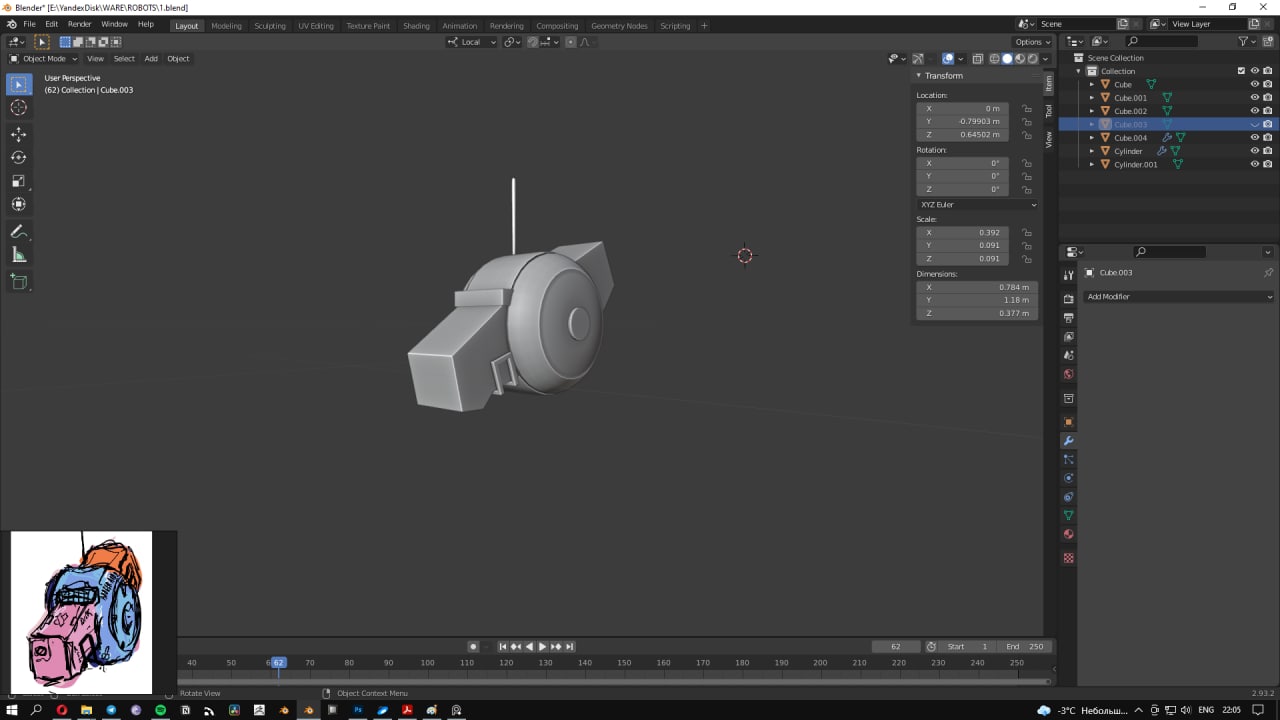 Blender* [E:\YandexDisk\WARE\ROBOTS\1.blend]
File Edit Render Window Help Layout Modeling Sculpting UV Editing Texture Paint Shading Animation Rendering Compositing Geometry Nodes Scripting + Scene View Layer
Local Options
Object Mode View Select Add Object
User Perspective
(62) Collection | Cube.003
Transform
Location:
X 0 m
Y -0.79903 m
Z 0.64502 m
Rotation:
X 0°
Y 0°
Z 0°
XYZ Euler
Scale:
X 0.392
Y 0.091
Z 0.091
Dimensions:
X 0.784 m
Y 1.18 m
Z 0.377 m
Item
Tool
View
Scene Collection
Collection
Cube
Cube.001
Cube.002
Cube.003
Cube.004
Cylinder
Cylinder.001
Cube.003
Add Modifier
62 Start 1 End 250
40 50 62 70 80 90 100 110 120 130 140 150 160 170 180 190 200 210 220 230 240 250
Rotate View Object Context Menu 2.93.2
-3°C Небольш... ENG 22:05